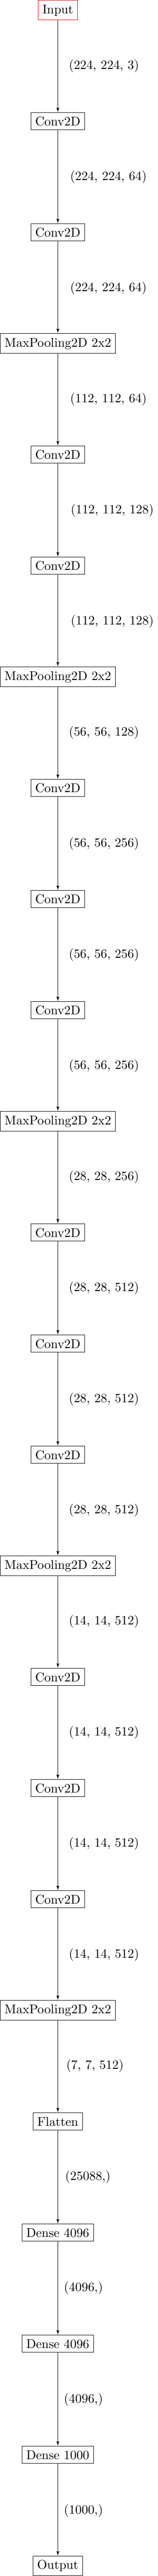 Input
(224, 224, 3)
Conv2D
(224, 224, 64)
Conv2D
(224, 224, 64)
MaxPooling2D 2x2
(112, 112, 64)
Conv2D
(112, 112, 128)
Conv2D
(112, 112, 128)
MaxPooling2D 2x2
(56, 56, 128)
Conv2D
(56, 56, 256)
Conv2D
(56, 56, 256)
Conv2D
(56, 56, 256)
MaxPooling2D 2x2
(28, 28, 256)
Conv2D
(28, 28, 512)
Conv2D
(28, 28, 512)
Conv2D
(28, 28, 512)
MaxPooling2D 2x2
(14, 14, 512)
Conv2D
(14, 14, 512)
Conv2D
(14, 14, 512)
Conv2D
(14, 14, 512)
MaxPooling2D 2x2
(7, 7, 512)
Flatten
(25088,)
Dense 4096
(4096,)
Dense 4096
(4096,)
Dense 1000
(1000,)
Output